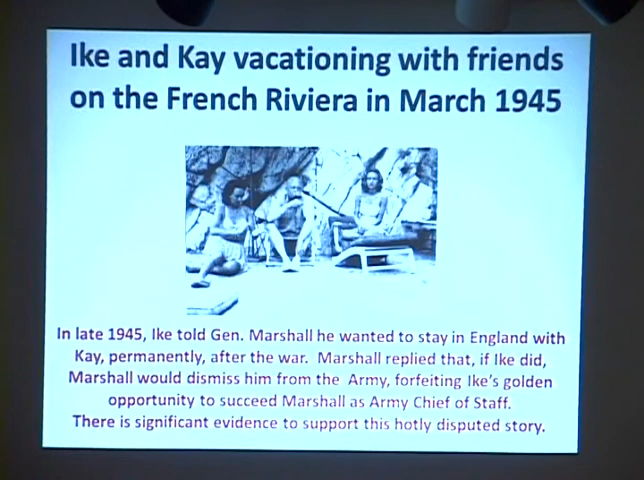 Ike and Kay vacationing with friends
on the French Riviera in March 1945
In late 1945, Ike told Gen. Marshall he wanted to stay in England with
Kay, permanently, after the war. Marshall replied that, if Ike did,
Marshall would dismiss him from the Army, forfeiting Ike's golden
opportunity to succeed Marshall as Army Chief of Staff.
There is significant evidence to support this hotly disputed story.